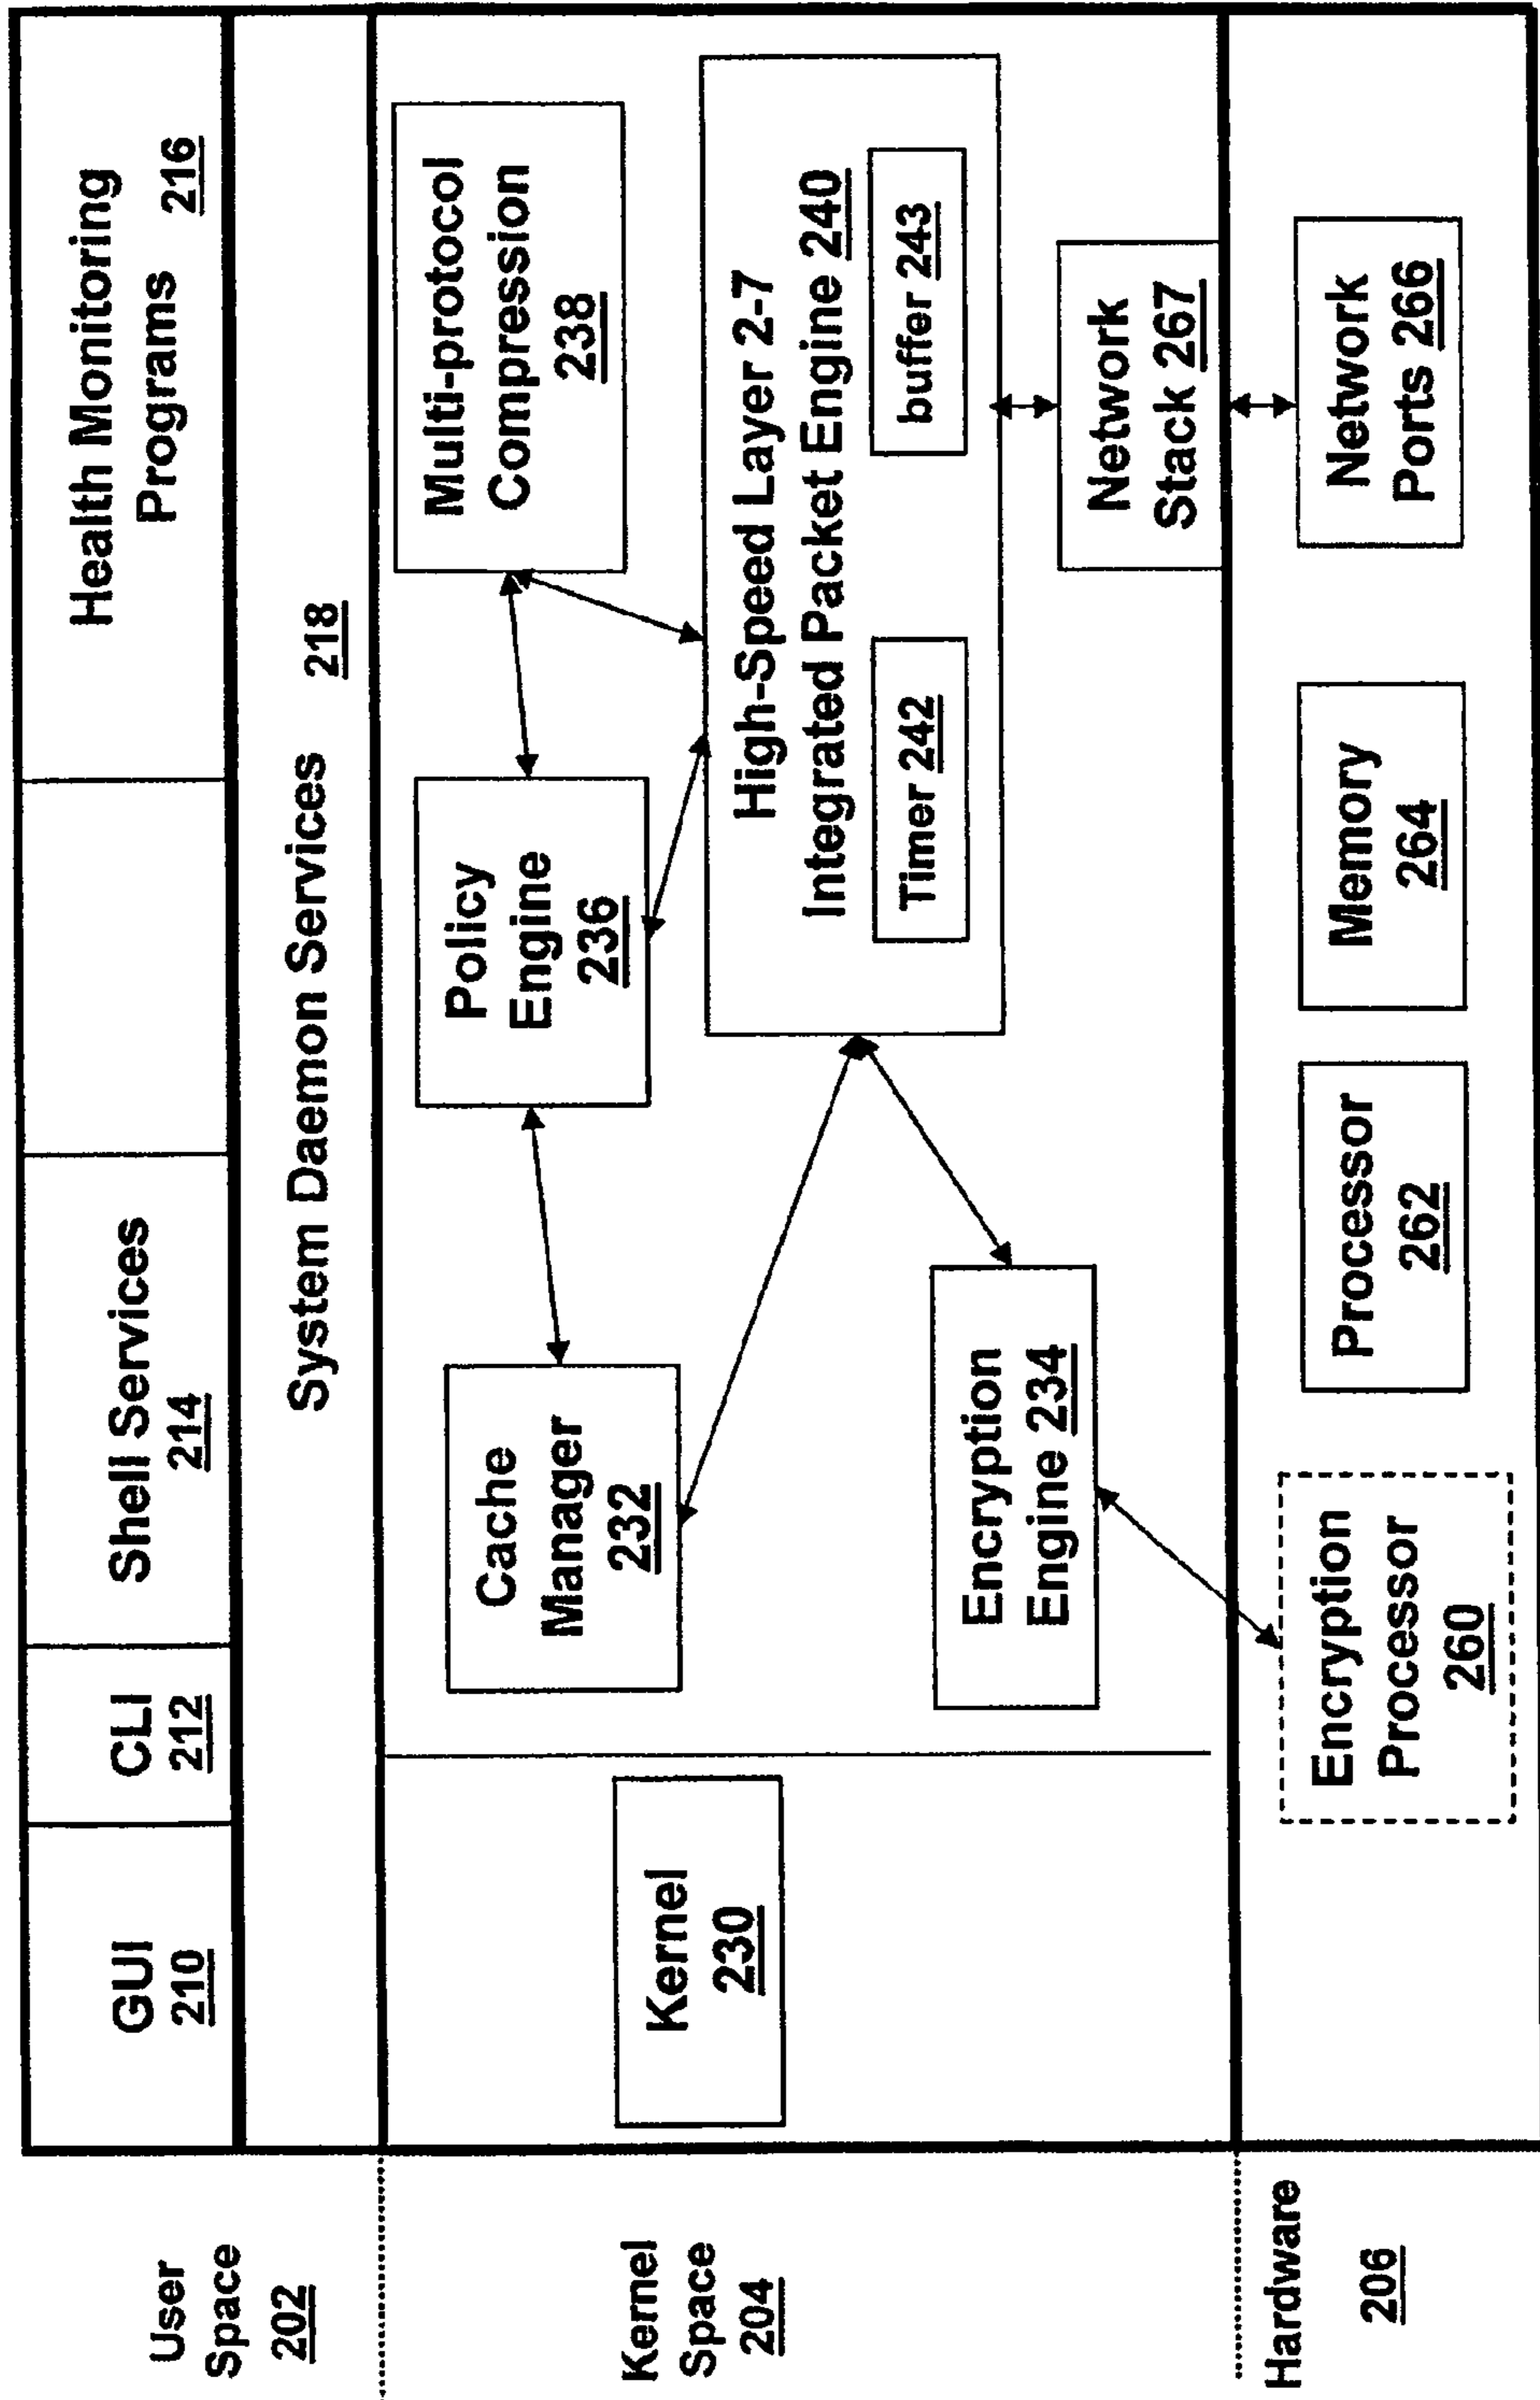 User
Space
202
GUI
210
CLI
212
Shell Services
214
Health Monitoring
Programs 216
System Daemon Services 218
Kernel
Space
204
Kernel
230
Cache
Manager
232
Policy
Engine
236
Multi-protocol
Compression
238
High-Speed Layer 2-7
Integrated Packet Engine 240
Timer 242
buffer 243
Encryption
Engine 234
Network
Stack 267
Hardware
206
Encryption
Processor
260
Processor
262
Memory
264
Network
Ports 266